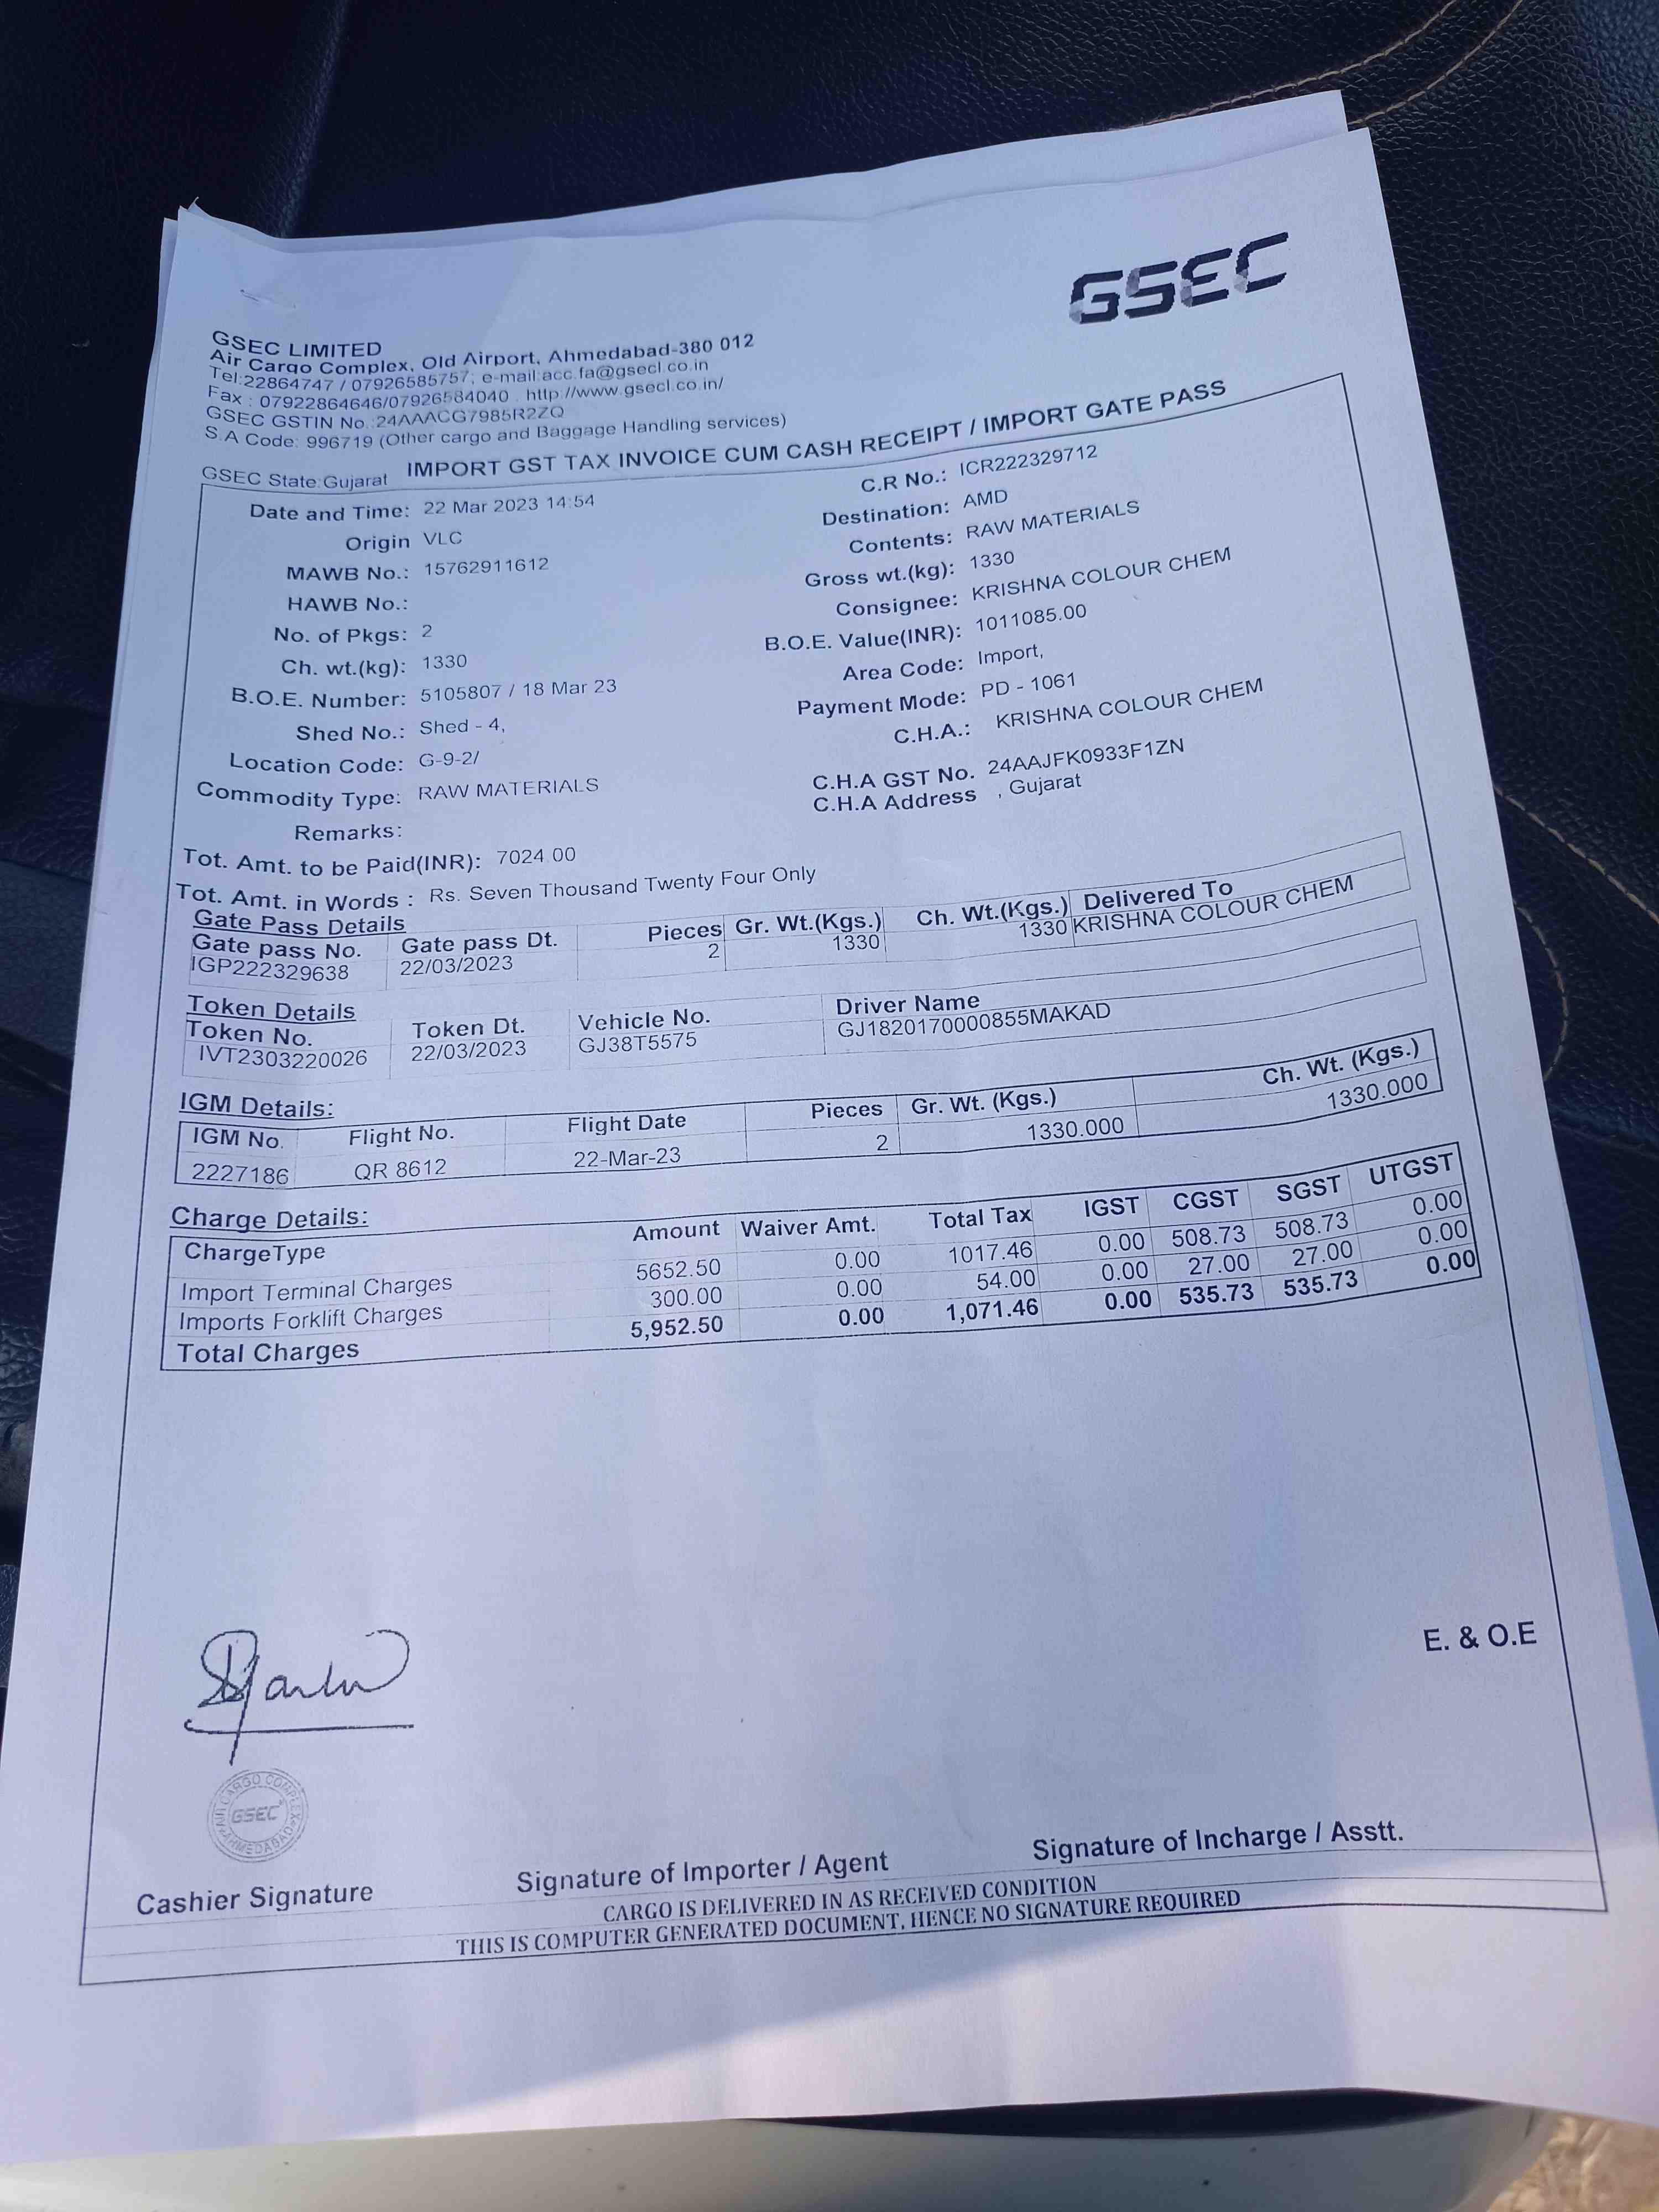 GSEC
GSEC LIMITED
Air Cargo Complex, Old Airport, Ahmedabad-380 012
Tel:22864747 / 07926585757; e-mail:acc.fa@gsecl.co.in
Fax : 07922864646/07926584040 . http://www.gsecl.co.in/
GSEC GSTIN No.:24AAACG7985R2ZQ
S.A Code: 996719 (Other cargo and Baggage Handling services)
GSEC State:Gujarat IMPORT GST TAX INVOICE CUM CASH RECEIPT / IMPORT GATE PASS
Date and Time: 22 Mar 2023 14:54 C.R No.: ICR222329712
Origin VLC Destination: AMD
MAWB No.: 15762911612 Contents: RAW MATERIALS
HAWB No.: Gross wt.(kg): 1330
No. of Pkgs: 2 Consignee: KRISHNA COLOUR CHEM
Ch. wt.(kg): 1330 B.O.E. Value(INR): 1011085.00
B.O.E. Number: 5105807 / 18 Mar 23 Area Code: Import,
Shed No.: Shed - 4, Payment Mode: PD - 1061
Location Code: G-9-2/ C.H.A.: KRISHNA COLOUR CHEM
Commodity Type: RAW MATERIALS C.H.A GST No. 24AAJFK0933F1ZN
Remarks: C.H.A Address , Gujarat
Tot. Amt. to be Paid(INR): 7024.00
Tot. Amt. in Words : Rs. Seven Thousand Twenty Four Only
Gate Pass Details
Gate pass No. Gate pass Dt. Pieces Gr. Wt.(Kgs.) Ch. Wt.(Kgs.) Delivered To
IGP222329638 22/03/2023 2 1330 1330 KRISHNA COLOUR CHEM
Token Details
Token No. Token Dt. Vehicle No. Driver Name
IVT2303220026 22/03/2023 GJ38T5575 GJ1820170000855MAKAD
IGM Details:
IGM No. Flight No. Flight Date Pieces Gr. Wt. (Kgs.) Ch. Wt. (Kgs.)
2227186 QR 8612 22-Mar-23 2 1330.000 1330.000
Charge Details:
ChargeType Amount Waiver Amt. Total Tax IGST CGST SGST UTGST
Import Terminal Charges 5652.50 0.00 1017.46 0.00 508.73 508.73 0.00
Imports Forklift Charges 300.00 0.00 54.00 0.00 27.00 27.00 0.00
Total Charges 5,952.50 0.00 1,071.46 0.00 535.73 535.73 0.00
E. & O.E
AIR CARGO COMPLEX
GSEC
AHMEDABAD
Cashier Signature Signature of Importer / Agent Signature of Incharge / Asstt.
CARGO IS DELIVERED IN AS RECEIVED CONDITION
THIS IS COMPUTER GENERATED DOCUMENT, HENCE NO SIGNATURE REQUIRED